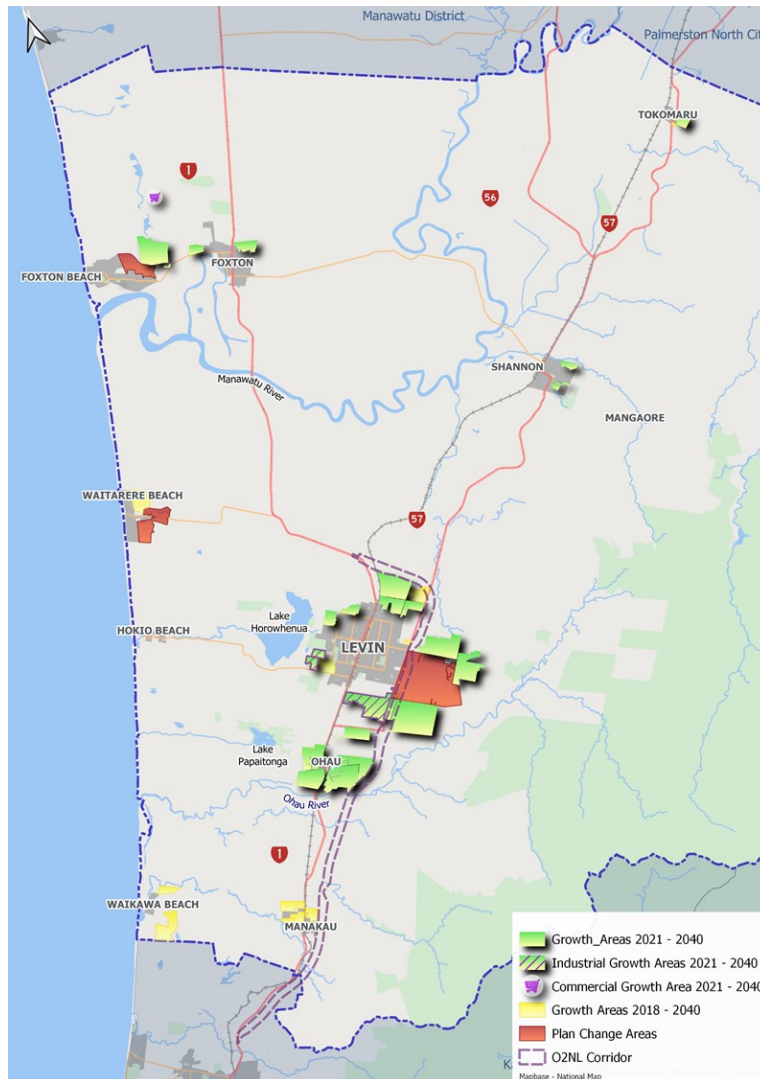 Manawatu District
Palmerston North City
TOKOMARU
1
56
57
FOXTON
FOXTON BEACH
SHANNON
Manawatu River
MANGAORE
WAITARERE BEACH
57
Lake
Horowhenua
HOKIO BEACH
LEVIN
Lake
Papaitonga
OHAU
Ohau River
1
WAIKAWA BEACH
MANAKAU
Growth_Areas 2021 - 2040
Industrial Growth Areas 2021 - 2040
Commercial Growth Area 2021 - 2040
Growth Areas 2018 - 2040
Plan Change Areas
O2NL Corridor
Mapbase - National Map